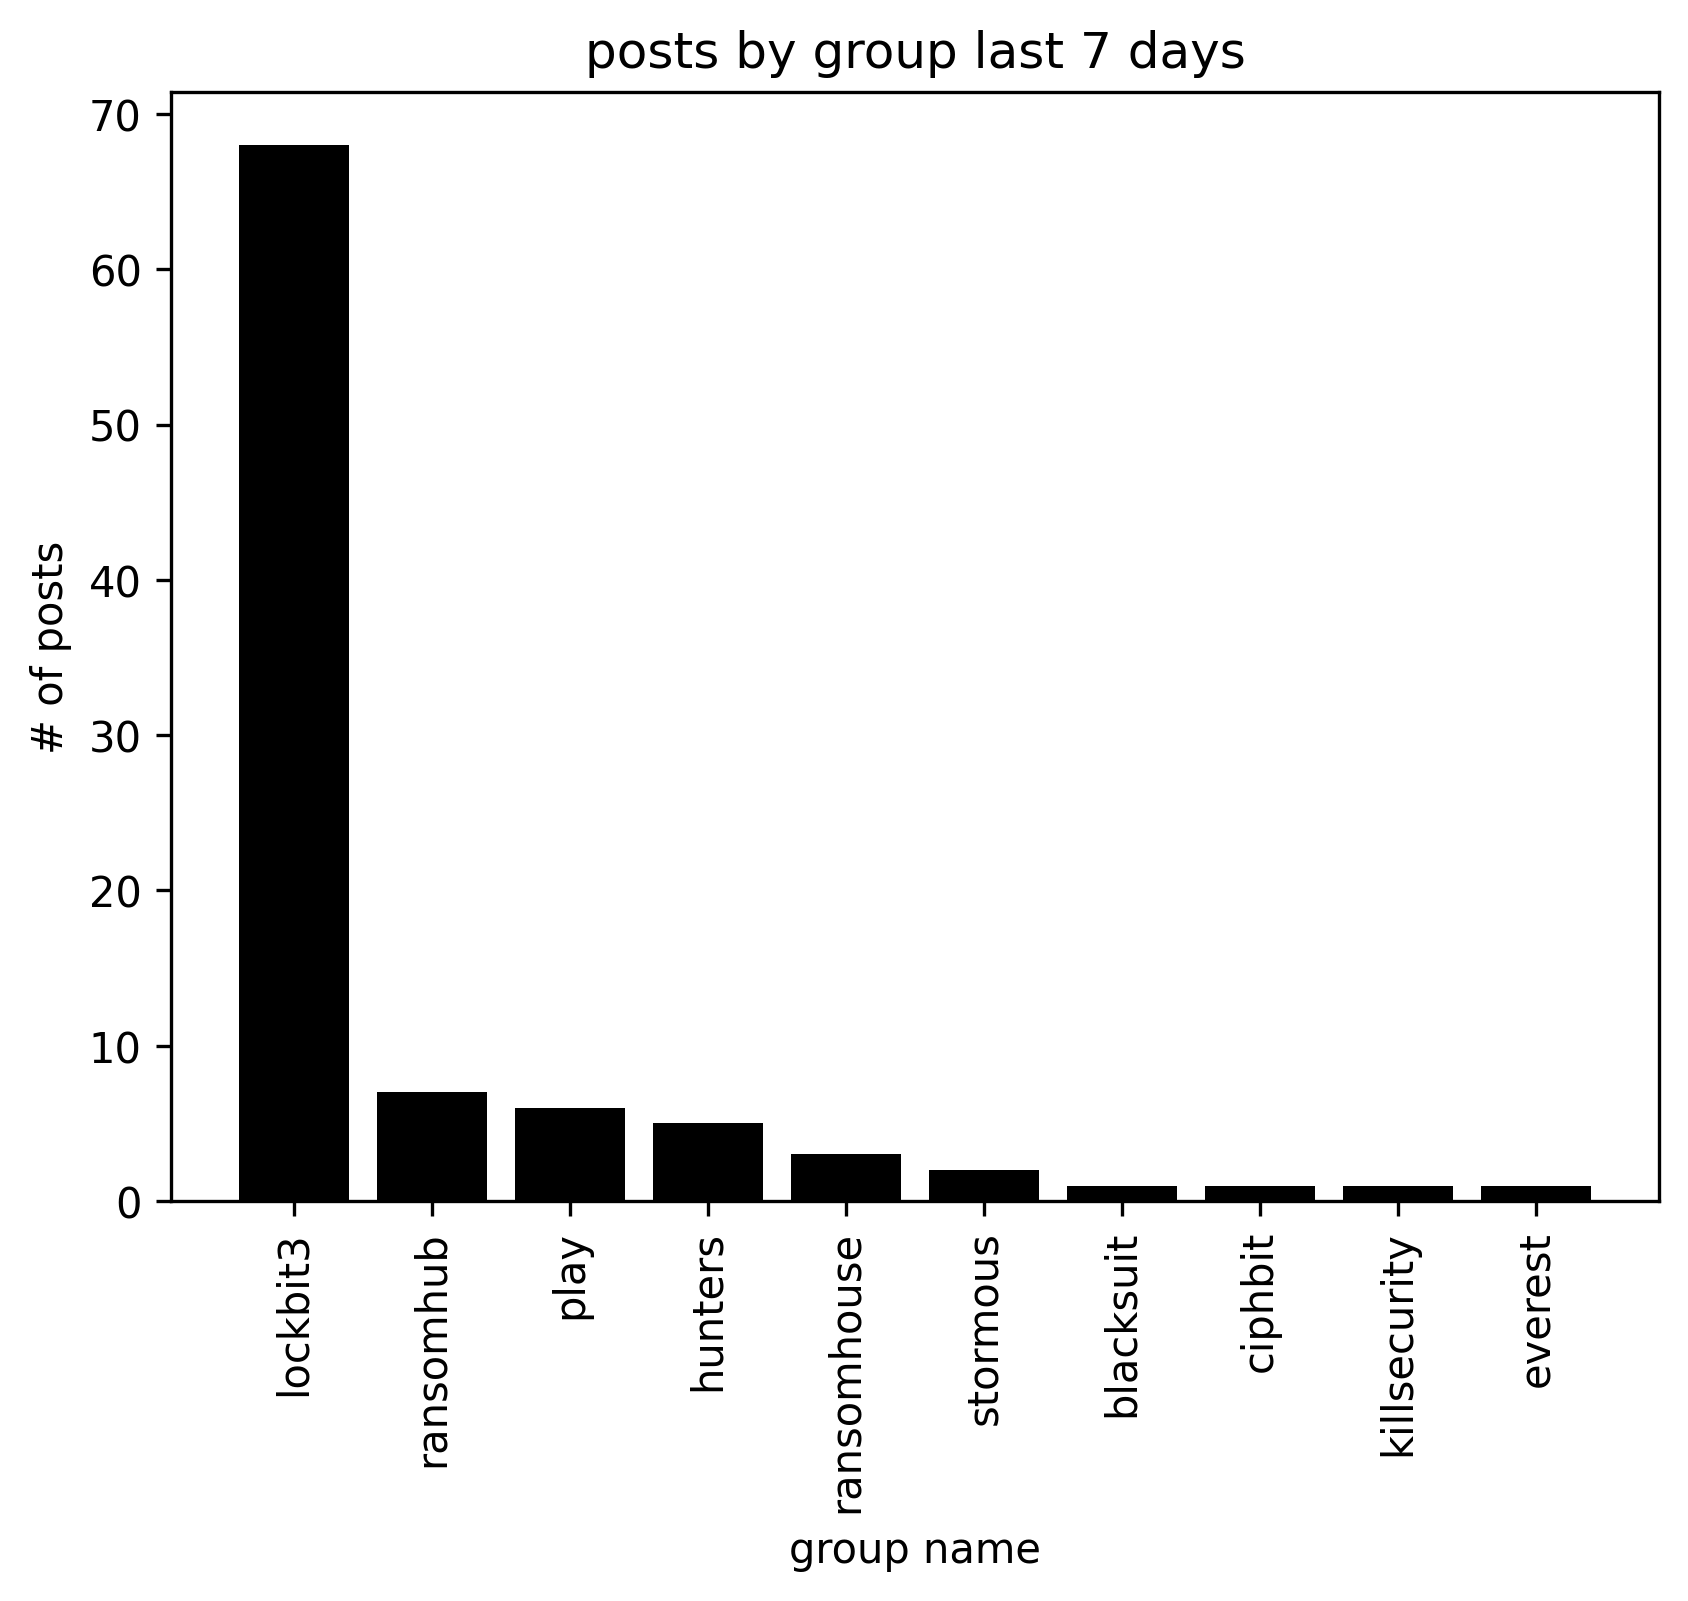 posts by group last 7 days
# of posts
70
60
50
40
30
20
10
0
lockbit3
ransomhub
play
hunters
ransomhouse
stormous
blacksuit
ciphbit
killsecurity
everest
group name